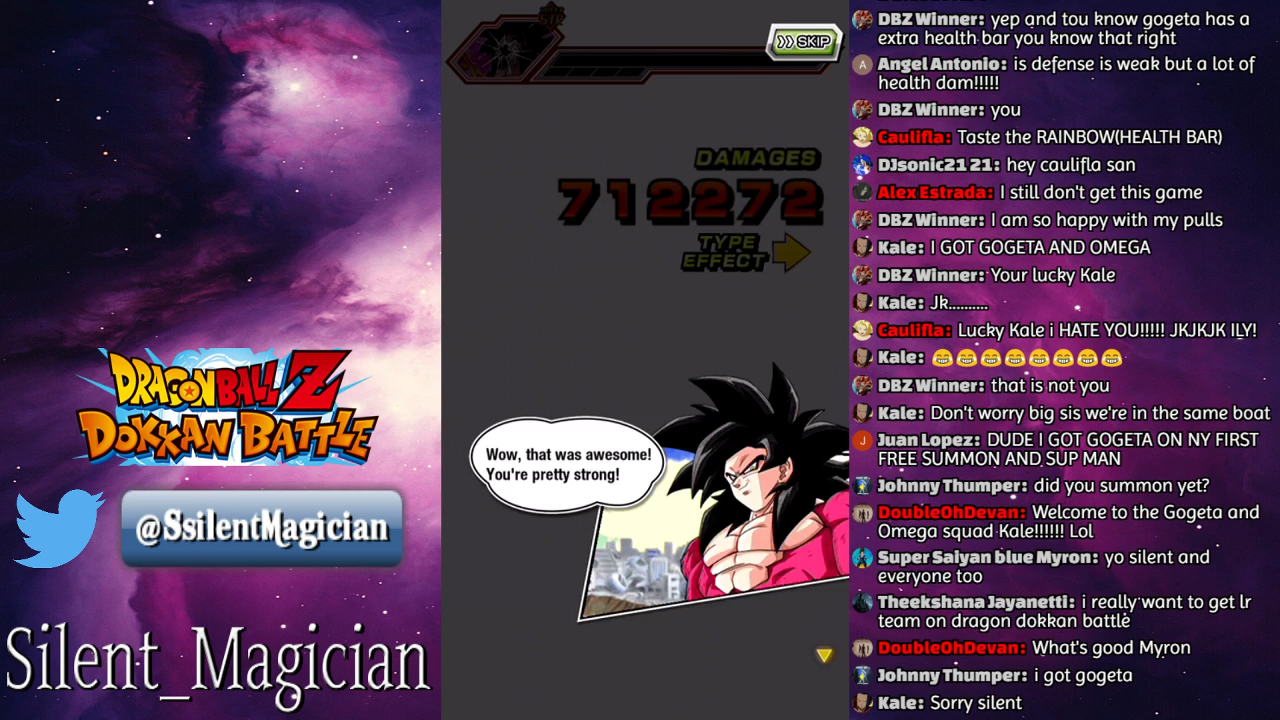 DRAGONBALL Z
DOKKAN BATTLE
@SsilentMagician
Silent_Magician
STR
SKIP
DAMAGES
712272
TYPE
EFFECT
Wow, that was awesome!
You're pretty strong!
DBZ Winner: yep and tou know gogeta has a
extra health bar you know that right
A Angel Antonio: is defense is weak but a lot of
health dam!!!!!
DBZ Winner: you
Caulifla: Taste the RAINBOW(HEALTH BAR)
DJsonic21 21: hey caulifla san
Alex Estrada: I still don't get this game
DBZ Winner: I am so happy with my pulls
Kale: I GOT GOGETA AND OMEGA
DBZ Winner: Your lucky Kale
Kale: Jk..........
Caulifla: Lucky Kale i HATE YOU!!!!! JKJKJK ILY!
Kale: 😂😂😂😂😂😂😂😂
DBZ Winner: that is not you
Kale: Don't worry big sis we're in the same boat
J Juan Lopez: DUDE I GOT GOGETA ON NY FIRST
FREE SUMMON AND SUP MAN
Johnny Thumper: did you summon yet?
DoubleOhDevan: Welcome to the Gogeta and
Omega squad Kale!!!!!! Lol
Super Saiyan blue Myron: yo silent and
everyone too
Theekshana Jayanetti: i really want to get lr
team on dragon dokkan battle
DoubleOhDevan: What's good Myron
Johnny Thumper: i got gogeta
Kale: Sorry silent